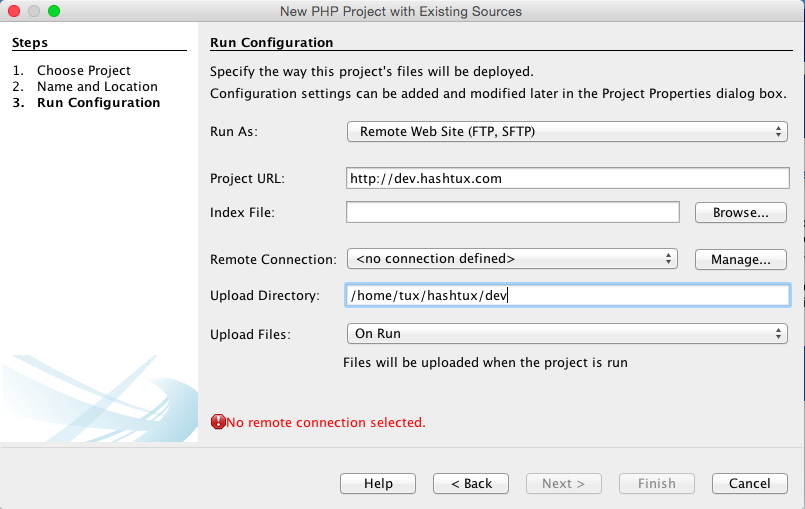 New PHP Project with Existing Sources
Steps
1. Choose Project
2. Name and Location
3. Run Configuration
Run Configuration
Specify the way this project's files will be deployed.
Configuration settings can be added and modified later in the Project Properties dialog box.
Run As: Remote Web Site (FTP, SFTP)
Project URL: http://dev.hashtux.com
Index File: Browse...
Remote Connection: <no connection defined> Manage...
Upload Directory: /home/tux/hashtux/dev
Upload Files: On Run
Files will be uploaded when the project is run
No remote connection selected.
Help < Back Next > Finish Cancel